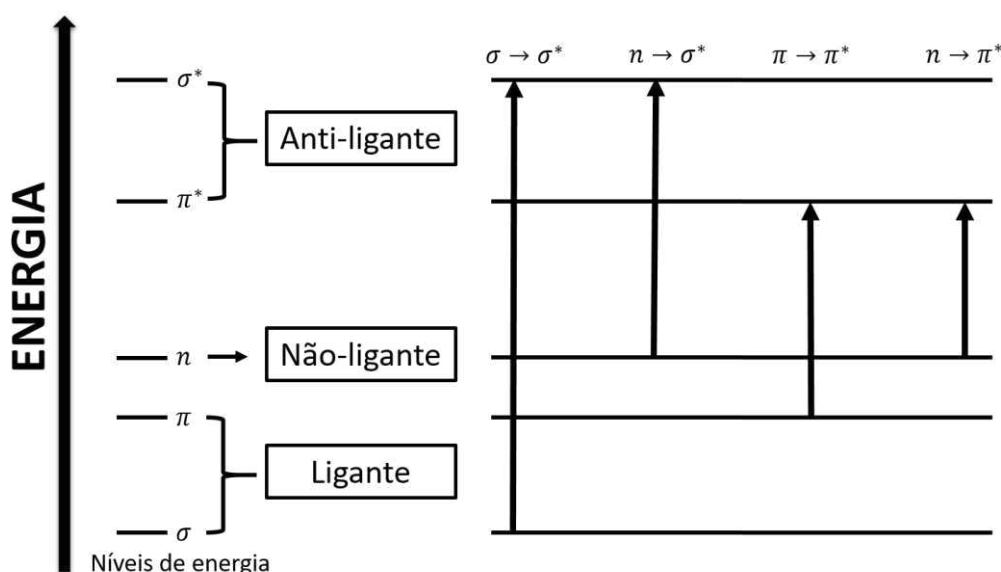 ENERGIA
σ*
Anti-ligante
π*
n
Não-ligante
π
Ligante
σ
Níveis de energia
σ → σ*
n → σ*
π → π*
n → π*